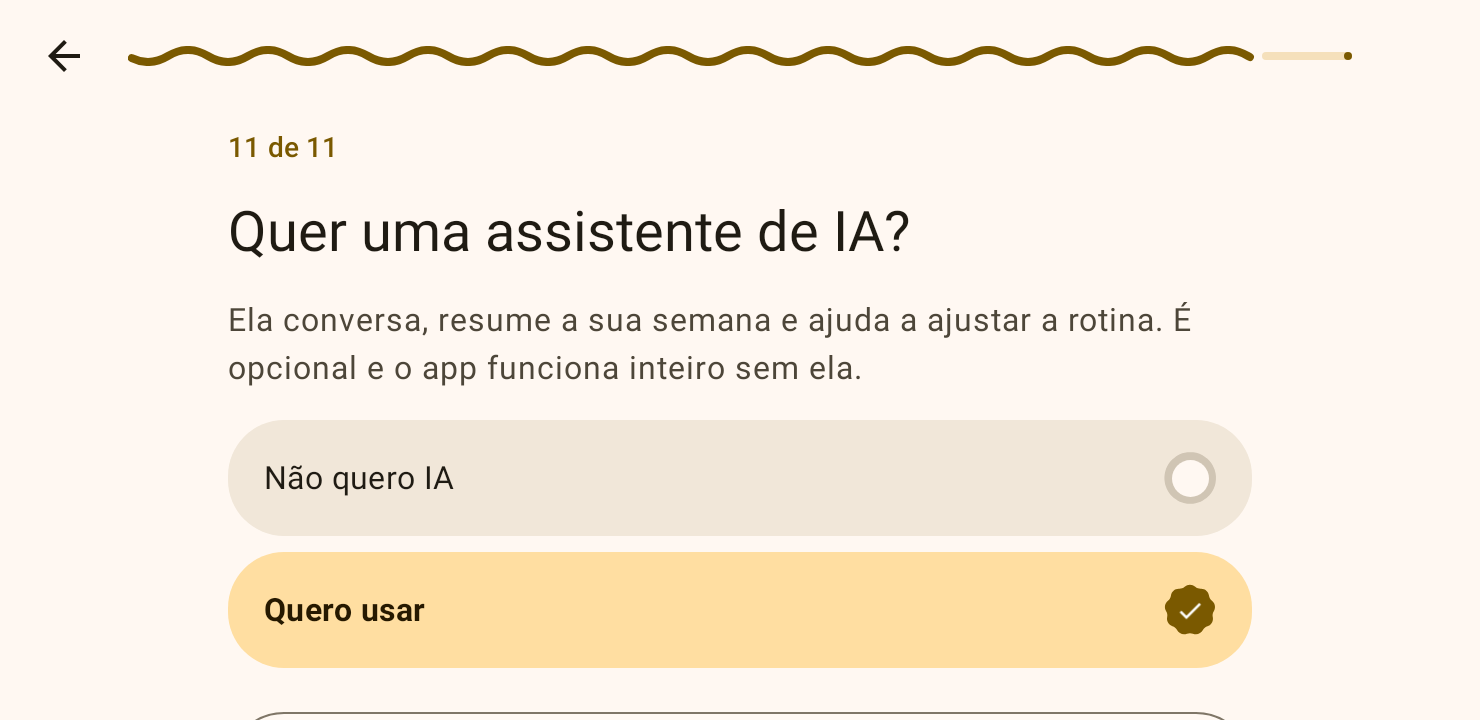 11 de 11
Quer uma assistente de IA?
Ela conversa, resume a sua semana e ajuda a ajustar a rotina. É
opcional e o app funciona inteiro sem ela.
Não quero IA
Quero usar